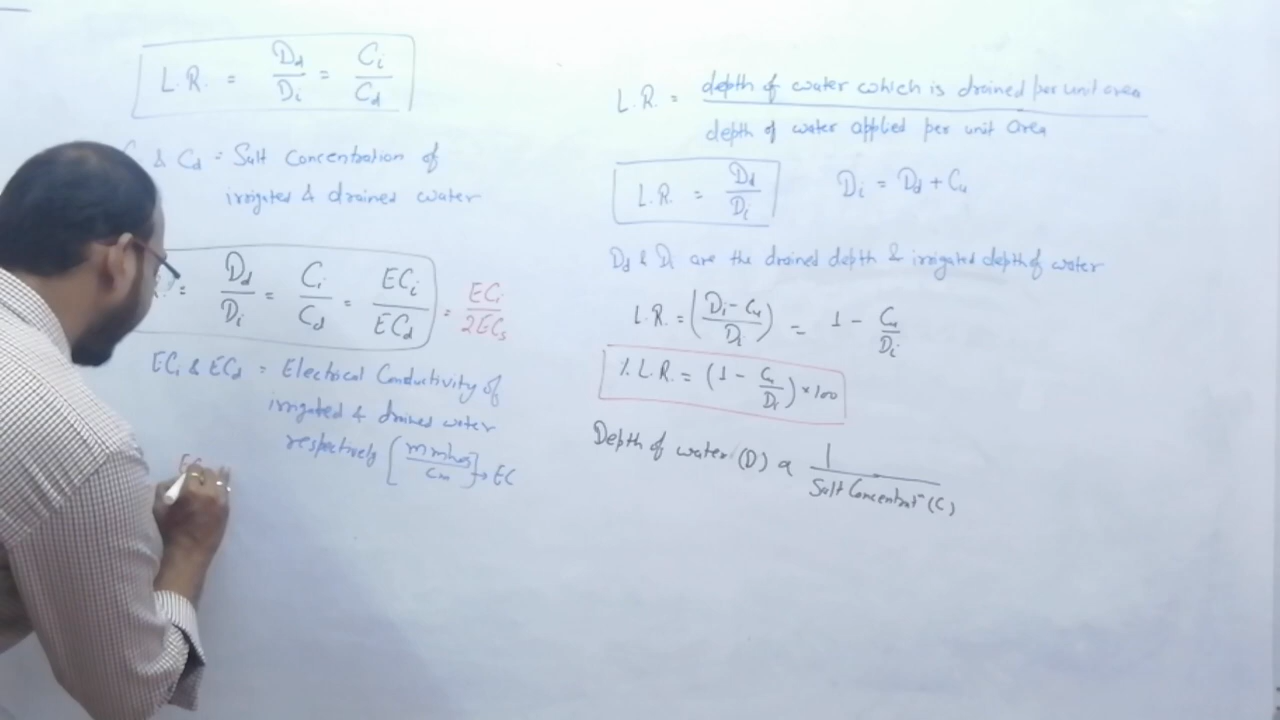 L.R. = Dd/Di = Ci/Cd
& Cd = Salt Concentration of
irrigated & drained water
= Dd/Di = Ci/Cd = ECi/ECd = ECi/2ECs
ECi & ECd = Electrical Conductivity of
irrigated & drained water
respectively [m mhos/cm] → EC
EC
L.R. = depth of water which is drained per unit area / depth of water applied per unit area
L.R. = Dd/Di Di = Dd + Cu
Dd & Di are the drained depth & irrigated depth of water
L.R. = (Di - Cu / Di) = 1 - Cu/Di
% L.R. = (1 - Cu/Di) × 100
Depth of water (D) α 1/Salt Concentratn (C)